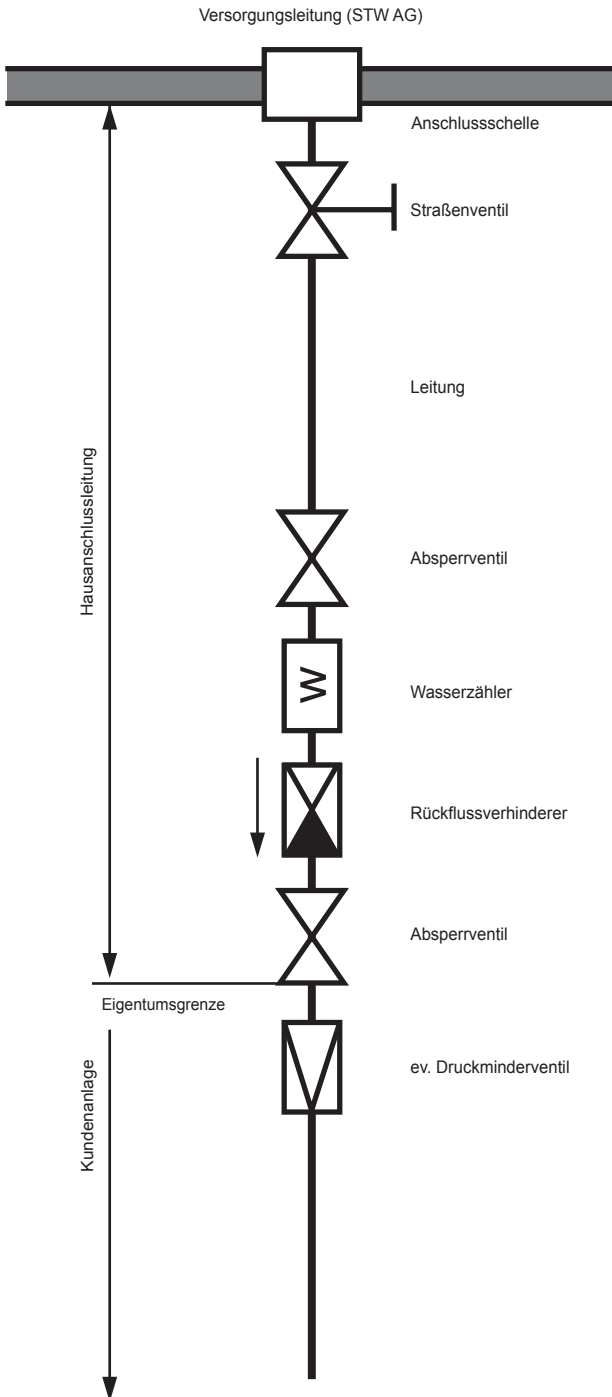 Versorgungsleitung (STW AG)
Anschlussschelle
Straßenventil
Leitung
Hausanschlussleitung
Absperrventil
W
Wasserzähler
Rückflussverhinderer
Absperrventil
Eigentumsgrenze
ev. Druckminderventil
Kundenanlage